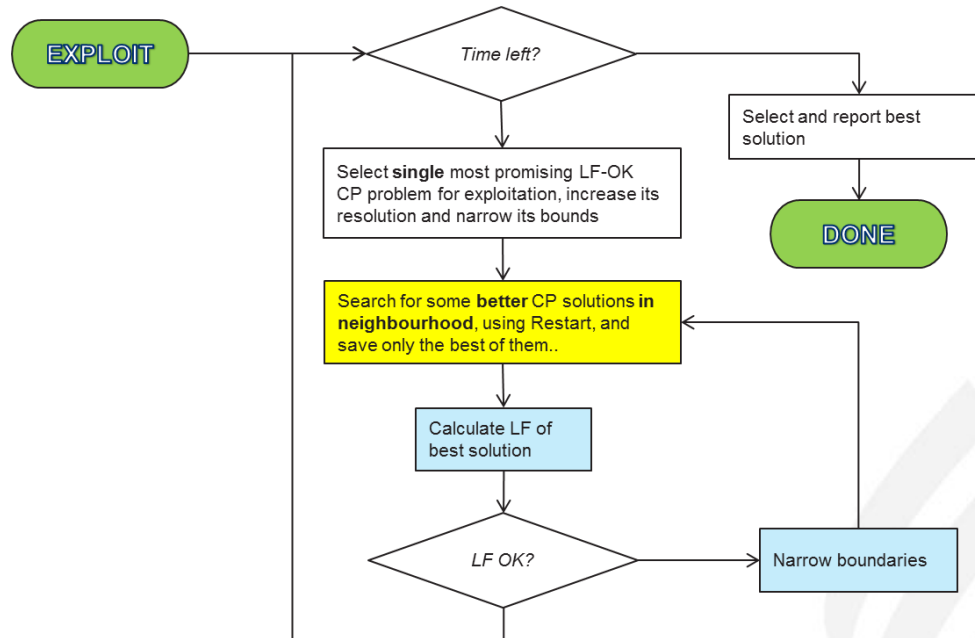 EXPLOIT
Time left?
Select and report best
solution
Select single most promising LF-OK
CP problem for exploitation, increase its
resolution and narrow its bounds
DONE
Search for some better CP solutions in
neighbourhood, using Restart, and
save only the best of them..
Calculate LF of
best solution
LF OK?
Narrow boundaries